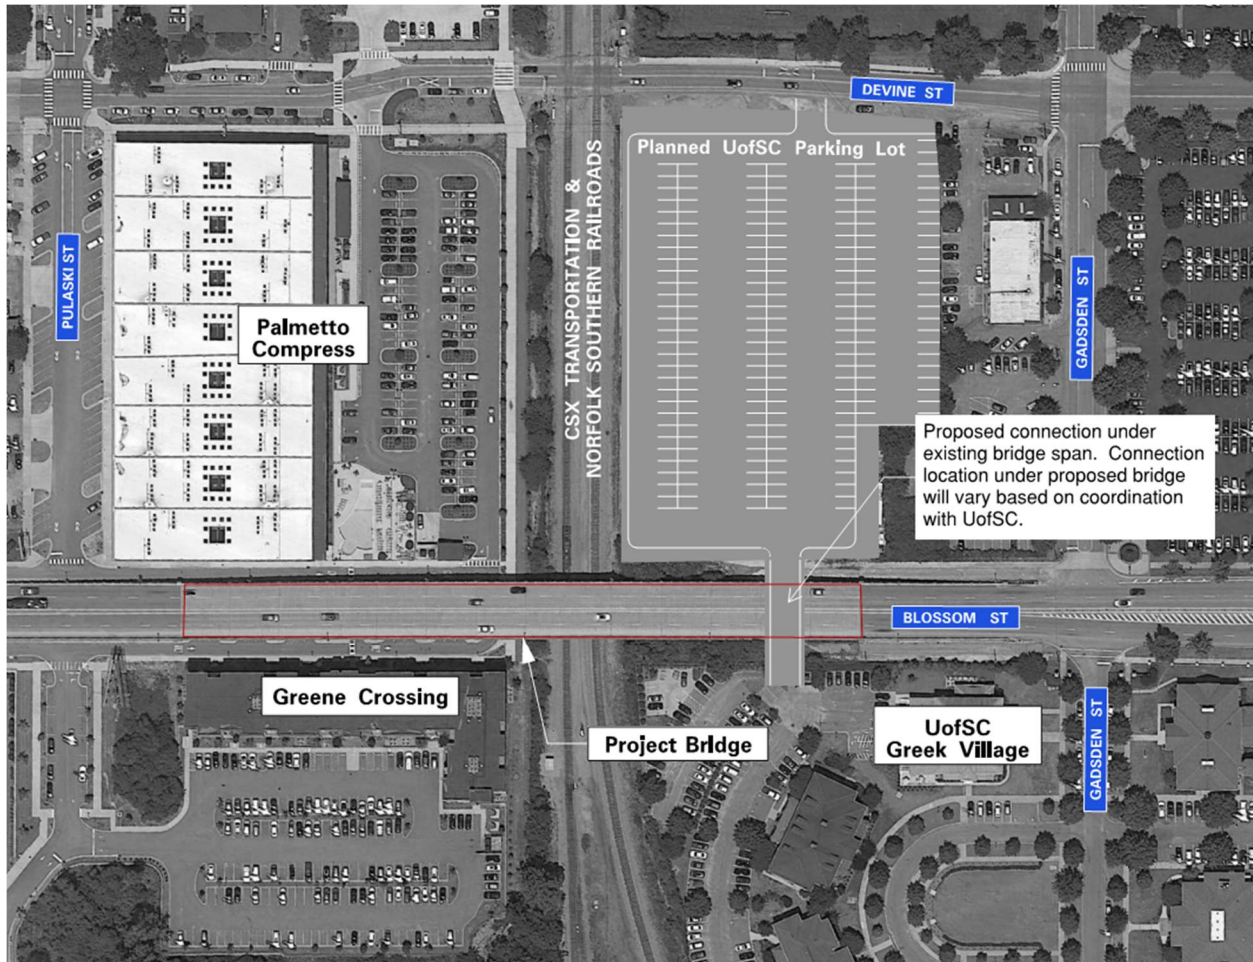 DEVINE ST
Planned UofSC Parking Lot
PULASKI ST
Palmetto
Compress
CSX TRANSPORTATION &
NORFOLK SOUTHERN RAILROADS
GADSDEN ST
Proposed connection under
existing bridge span. Connection
location under proposed bridge
will vary based on coordination
with UofSC.
BLOSSOM ST
Greene Crossing
Project Bridge
UofSC
Greek Village
GADSDEN ST